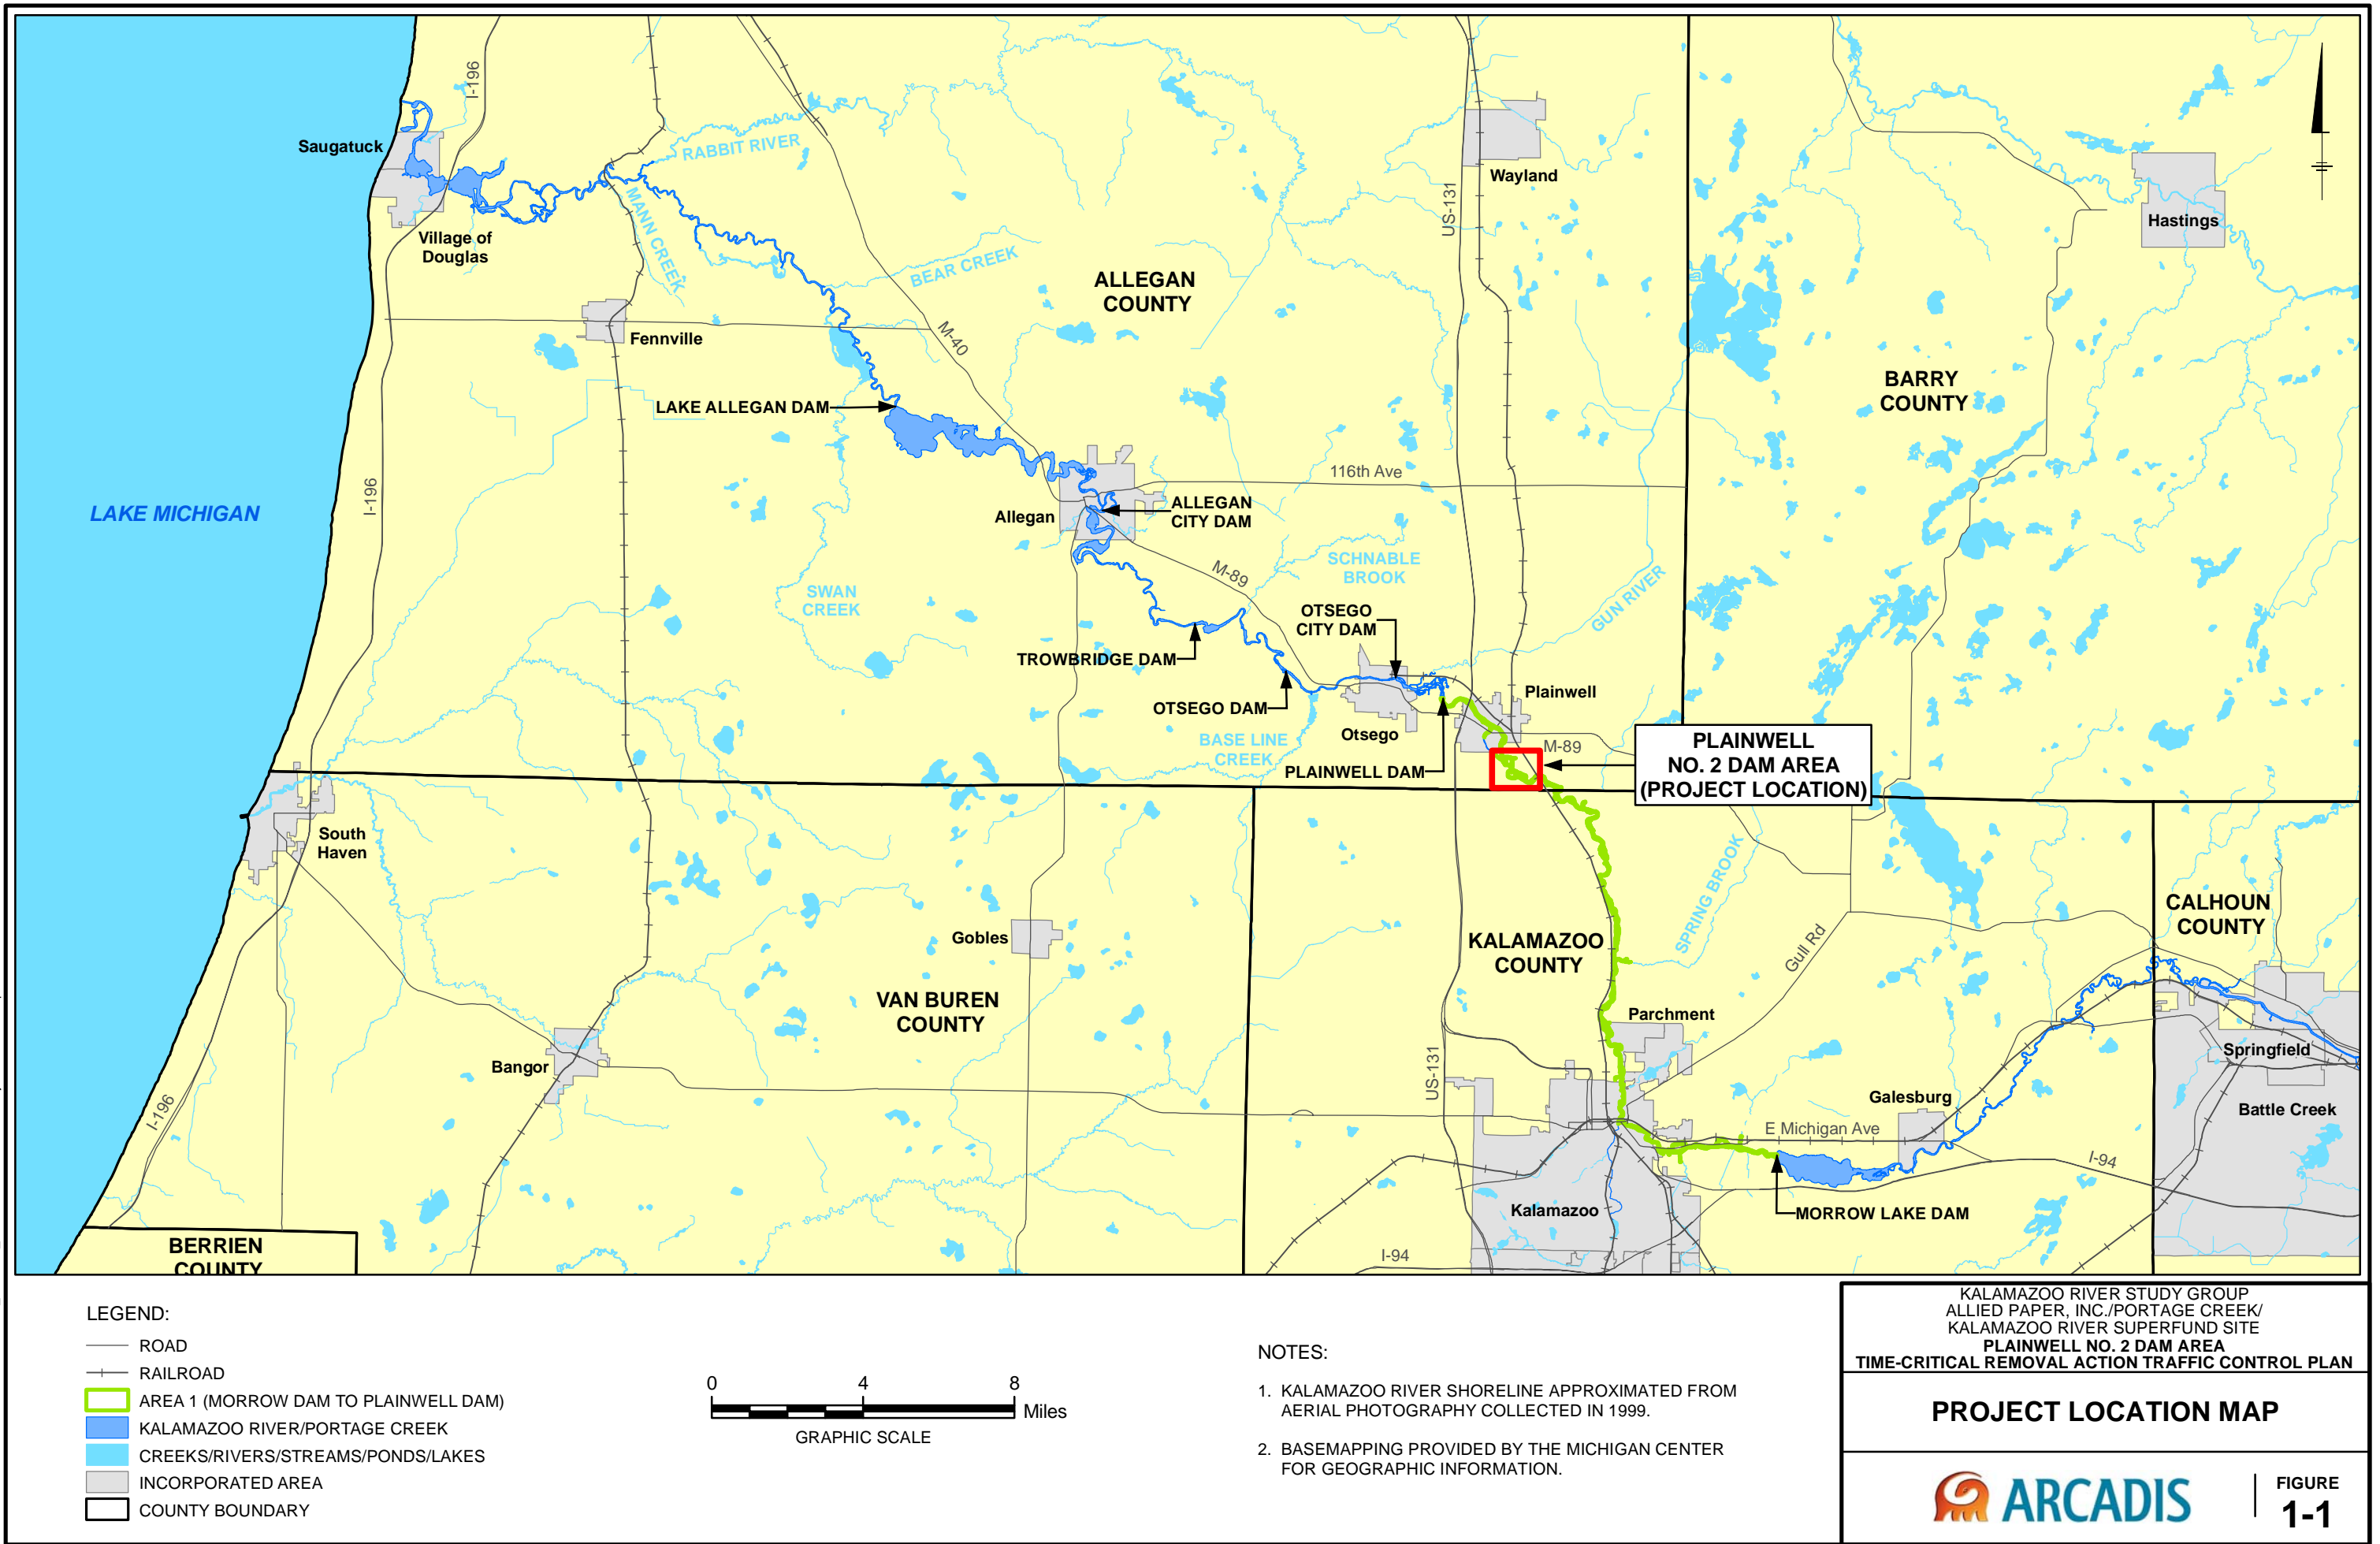 I-196
Saugatuck
RABBIT RIVER
Wayland
US-131
Hastings
Village of
Douglas
MANN CREEK
BEAR CREEK
ALLEGAN
COUNTY
Fennville
M-40
BARRY
COUNTY
LAKE ALLEGAN DAM
116th Ave
LAKE MICHIGAN
I-196
Allegan
ALLEGAN
CITY DAM
SCHNABLE
BROOK
M-89
SWAN
CREEK
GUN RIVER
OTSEGO
CITY DAM
TROWBRIDGE DAM
Plainwell
OTSEGO DAM
Otsego
BASE LINE
CREEK
M-89
PLAINWELL DAM
PLAINWELL
NO. 2 DAM AREA
(PROJECT LOCATION)
South
Haven
SPRING BROOK
CALHOUN
COUNTY
Gobles
KALAMAZOO
COUNTY
Gull Rd
VAN BUREN
COUNTY
Parchment
Bangor
US-131
Springfield
Galesburg
Battle Creek
I-196
E Michigan Ave
I-94
Kalamazoo
MORROW LAKE DAM
BERRIEN
COUNTY
I-94
LEGEND:
ROAD
RAILROAD
AREA 1 (MORROW DAM TO PLAINWELL DAM)
KALAMAZOO RIVER/PORTAGE CREEK
CREEKS/RIVERS/STREAMS/PONDS/LAKES
INCORPORATED AREA
COUNTY BOUNDARY
0 4 8
Miles
GRAPHIC SCALE
NOTES:
1. KALAMAZOO RIVER SHORELINE APPROXIMATED FROM
AERIAL PHOTOGRAPHY COLLECTED IN 1999.
2. BASEMAPPING PROVIDED BY THE MICHIGAN CENTER
FOR GEOGRAPHIC INFORMATION.
KALAMAZOO RIVER STUDY GROUP
ALLIED PAPER, INC./PORTAGE CREEK/
KALAMAZOO RIVER SUPERFUND SITE
PLAINWELL NO. 2 DAM AREA
TIME-CRITICAL REMOVAL ACTION TRAFFIC CONTROL PLAN
PROJECT LOCATION MAP
ARCADIS
FIGURE
1-1